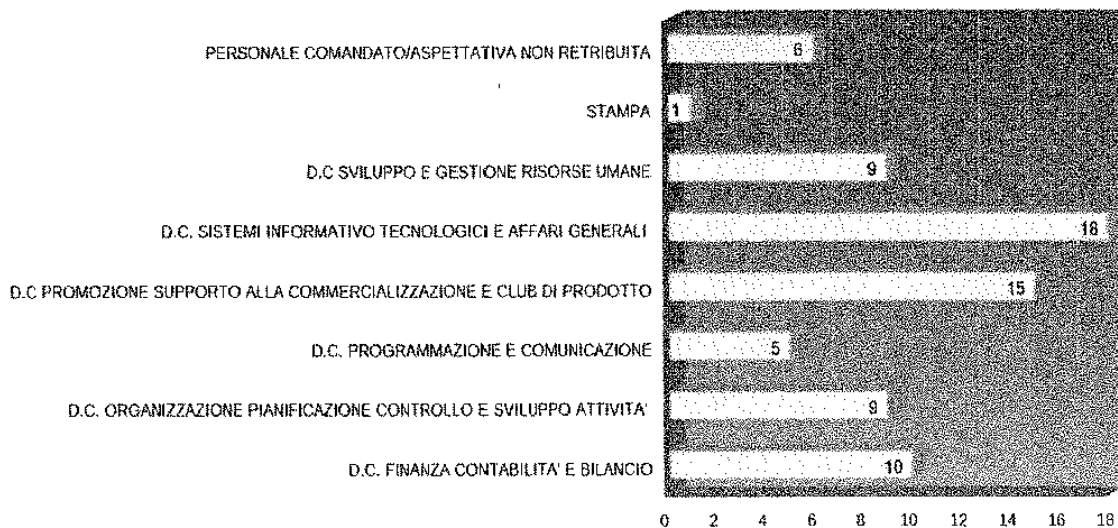 PERSONALE COMANDATO/ASPETTATIVA NON RETRIBUITA 6
STAMPA 1
D.C SVILUPPO E GESTIONE RISORSE UMANE 9
D.C. SISTEMI INFORMATIVO TECNOLOGICI E AFFARI GENERALI 18
D.C PROMOZIONE SUPPORTO ALLA COMMERCIALIZZAZIONE E CLUB DI PRODOTTO 15
D.C. PROGRAMMAZIONE E COMUNICAZIONE 5
D.C. ORGANIZZAZIONE PIANIFICAZIONE CONTROLLO E SVILUPPO ATTIVITA' 9
D.C. FINANZA CONTABILITA' E BILANCIO 10
0 2 4 6 8 10 12 14 16 18